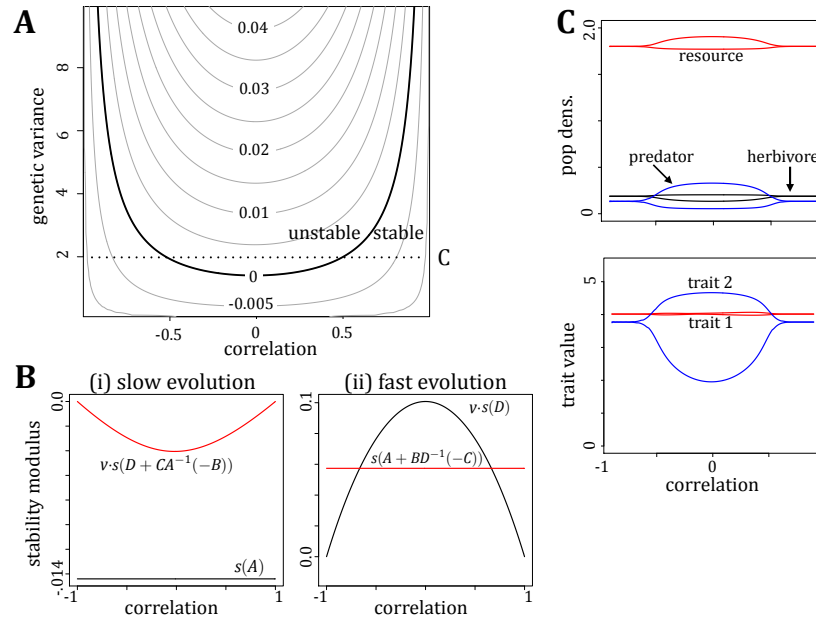 A
genetic variance
8
6
4
2
0.04
0.03
0.02
0.01
unstable
stable
0
-0.005
C
-0.5
0
0.5
correlation
B
(i) slow evolution
stability modulus
0.0
-.014
v·s(D + CA⁻¹(−B))
s(A)
-1
1
correlation
(ii) fast evolution
0.1
0.0
v·s(D)
s(A + BD⁻¹(−C))
-1
1
correlation
C
pop dens.
2.0
0
resource
predator
herbivore
trait value
5
0
trait 2
trait 1
-1
0
correlation